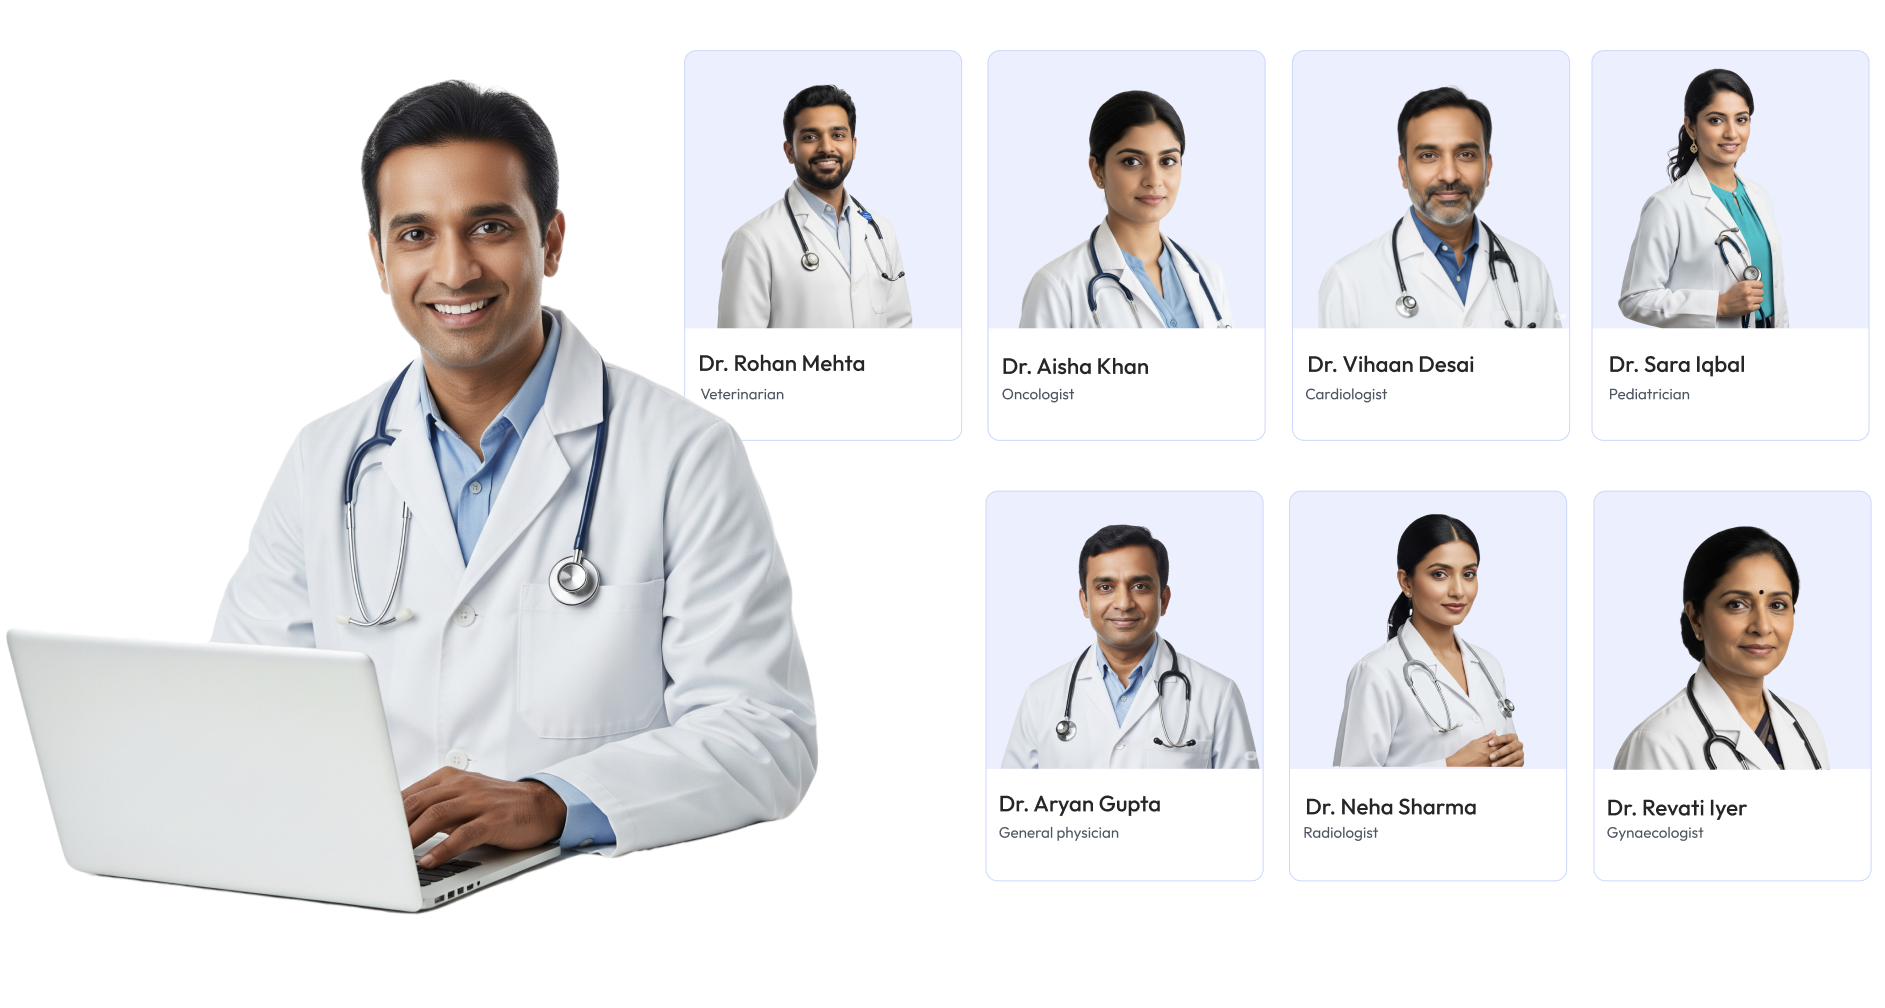 Dr. Rohan Mehta
Veterinarian
Dr. Aisha Khan
Oncologist
Dr. Vihaan Desai
Cardiologist
Dr. Sara Iqbal
Pediatrician
Dr. Aryan Gupta
General physician
Dr. Neha Sharma
Radiologist
Dr. Revati Iyer
Gynaecologist